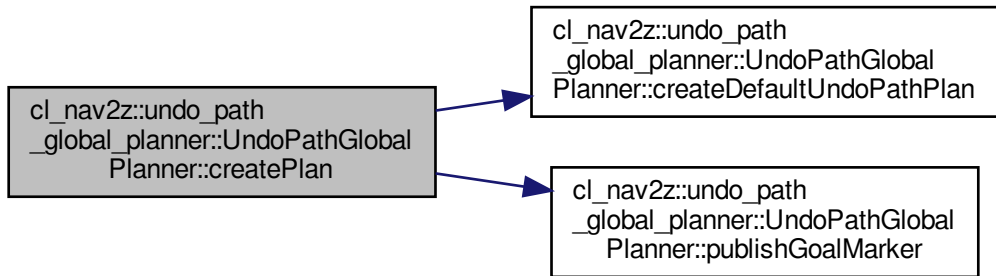 cl_nav2z::undo_path
_global_planner::UndoPathGlobal
Planner::createPlan
cl_nav2z::undo_path
_global_planner::UndoPathGlobal
Planner::createDefaultUndoPathPlan
cl_nav2z::undo_path
_global_planner::UndoPathGlobal
Planner::publishGoalMarker